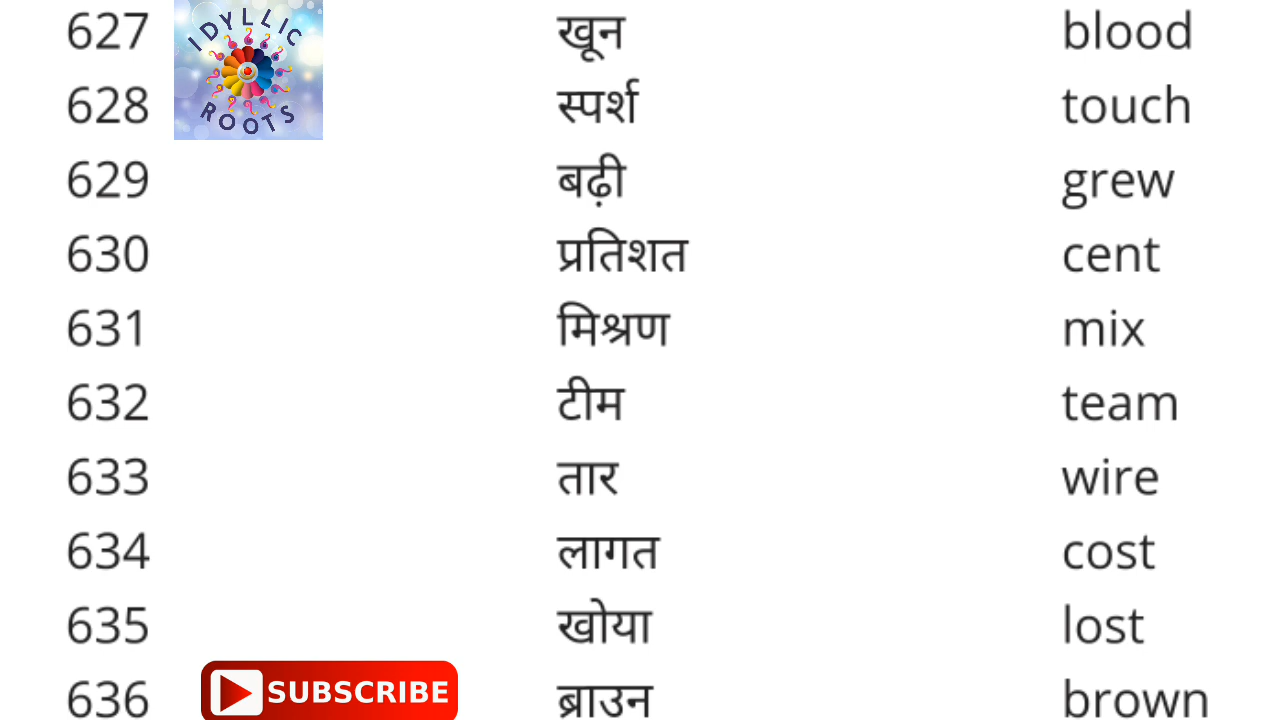 627 खून blood
IDYLLIC
ROOTS
628 स्पर्श touch
629 बढ़ी grew
630 प्रतिशत cent
631 मिश्रण mix
632 टीम team
633 तार wire
634 लागत cost
635 खोया lost
636 ब्राउन brown
SUBSCRIBE